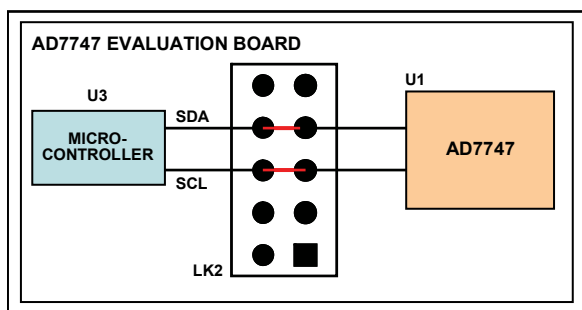 AD7747 EVALUATION BOARD
U3
MICRO-
CONTROLLER
SDA
SCL
LK2
U1
AD7747